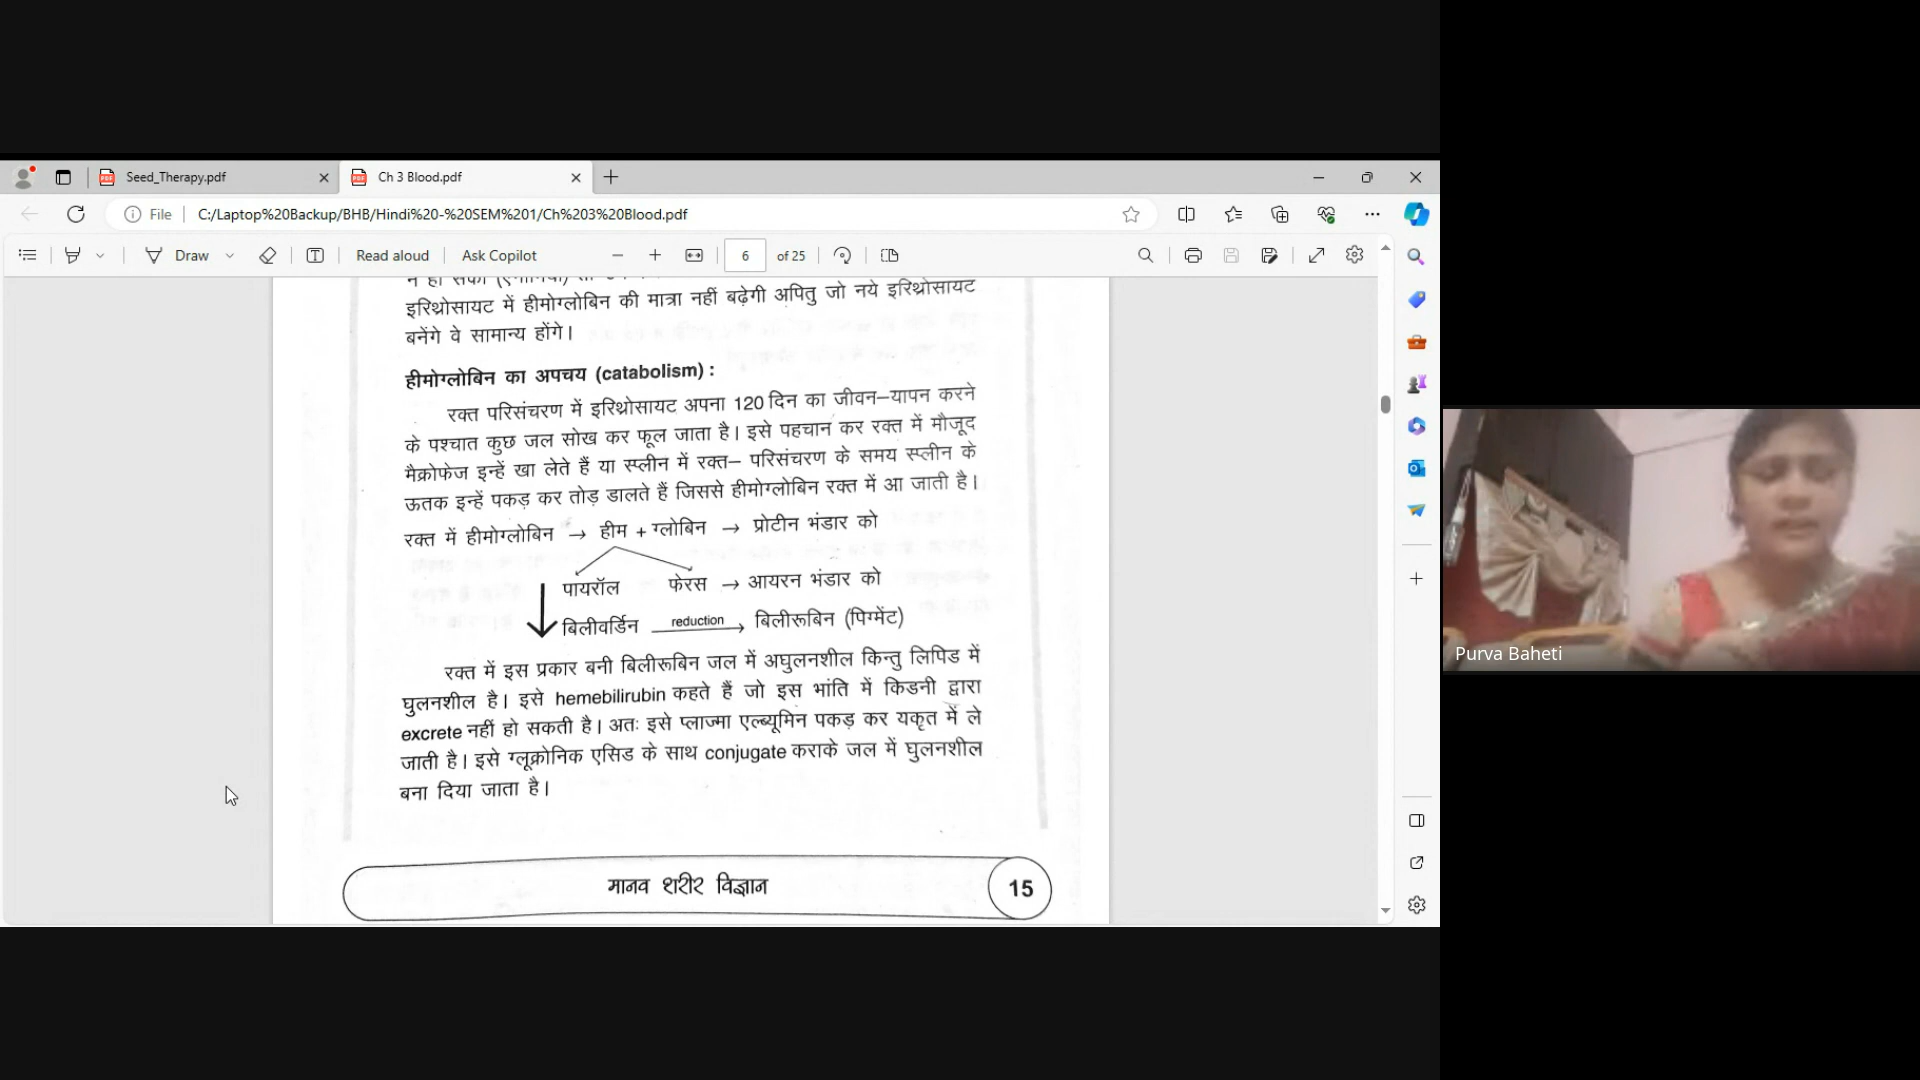 Seed_Therapy.pdf
Ch 3 Blood.pdf
File
C:/Laptop%20Backup/BHB/Hindi%20-%20SEM%201/Ch%203%20Blood.pdf
Draw
Read aloud
Ask Copilot
6 of 25
इरिथ्रोसायट में हीमोग्लोबिन की मात्रा नहीं बढ़ेगी अपितु जो नये इरिथ्रोसायट
बनेंगे वे सामान्य होंगे।
हीमोग्लोबिन का अपचय (catabolism) :
रक्त परिसंचरण में इरिथ्रोसायट अपना 120 दिन का जीवन–यापन करने
के पश्चात कुछ जल सोख कर फूल जाता है। इसे पहचान कर रक्त में मौजूद
मैक्रोफेज इन्हें खा लेते हैं या स्प्लीन में रक्त– परिसंचरण के समय स्प्लीन के
ऊतक इन्हें पकड़ कर तोड़ डालते हैं जिससे हीमोग्लोबिन रक्त में आ जाती है।
रक्त में हीमोग्लोबिन → हीम + ग्लोबिन → प्रोटीन भंडार को
पायरॉल फेरस → आयरन भंडार को
बिलीवर्डिन reduction → बिलीरूबिन (पिग्मेंट)
रक्त में इस प्रकार बनी बिलीरूबिन जल में अघुलनशील किन्तु लिपिड में
घुलनशील है। इसे hemebilirubin कहते हैं जो इस भांति में किडनी द्वारा
excrete नहीं हो सकती है। अतः इसे प्लाज्मा एल्ब्यूमिन पकड़ कर यकृत में ले
जाती है। इसे ग्लूक्रोनिक एसिड के साथ conjugate कराके जल में घुलनशील
बना दिया जाता है।
मानव शरीर विज्ञान
15
Purva Baheti